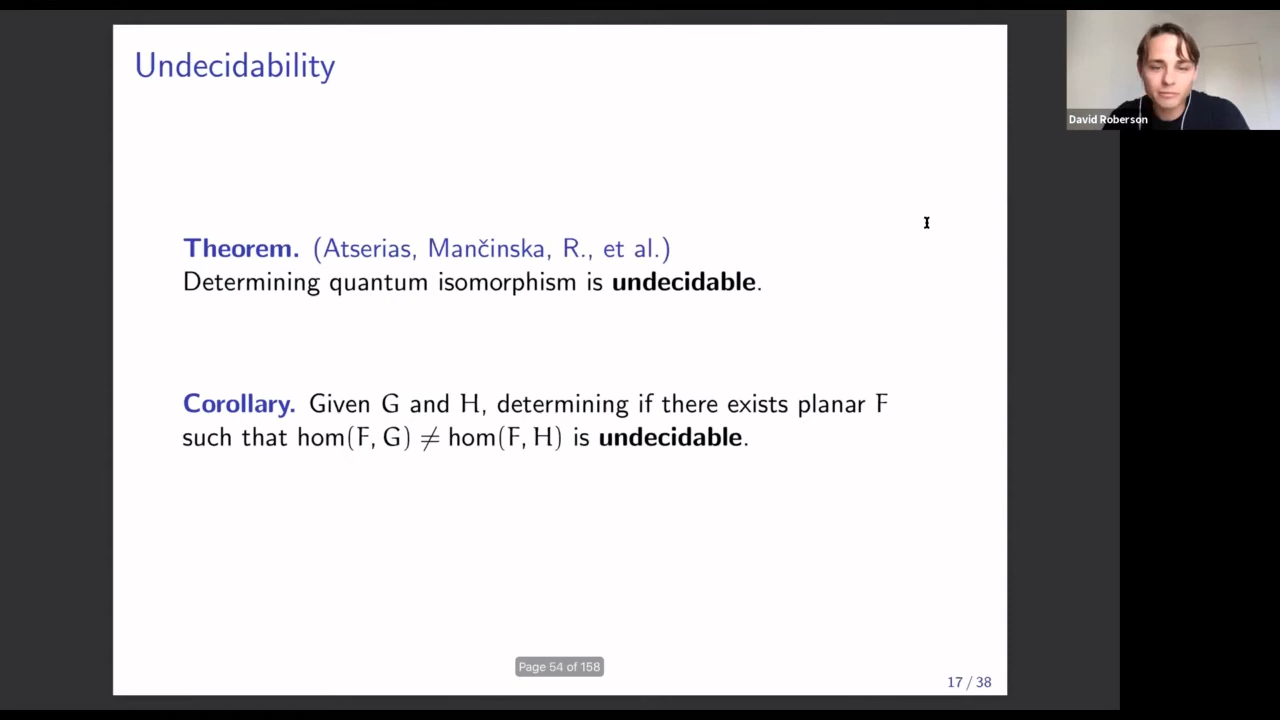 Undecidability
David Roberson
Theorem. (Atserias, Mančinska, R., et al.)
Determining quantum isomorphism is undecidable.
Corollary. Given G and H, determining if there exists planar F
such that hom(F, G) ≠ hom(F, H) is undecidable.
Page 54 of 158
17 / 38